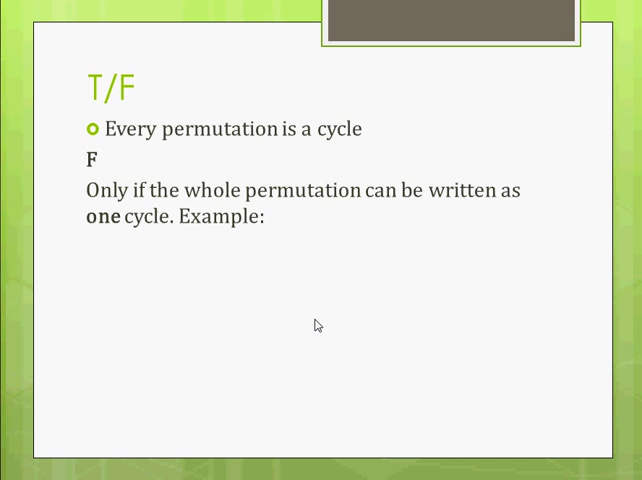 T/F
Every permutation is a cycle
F
Only if the whole permutation can be written as
one cycle. Example: